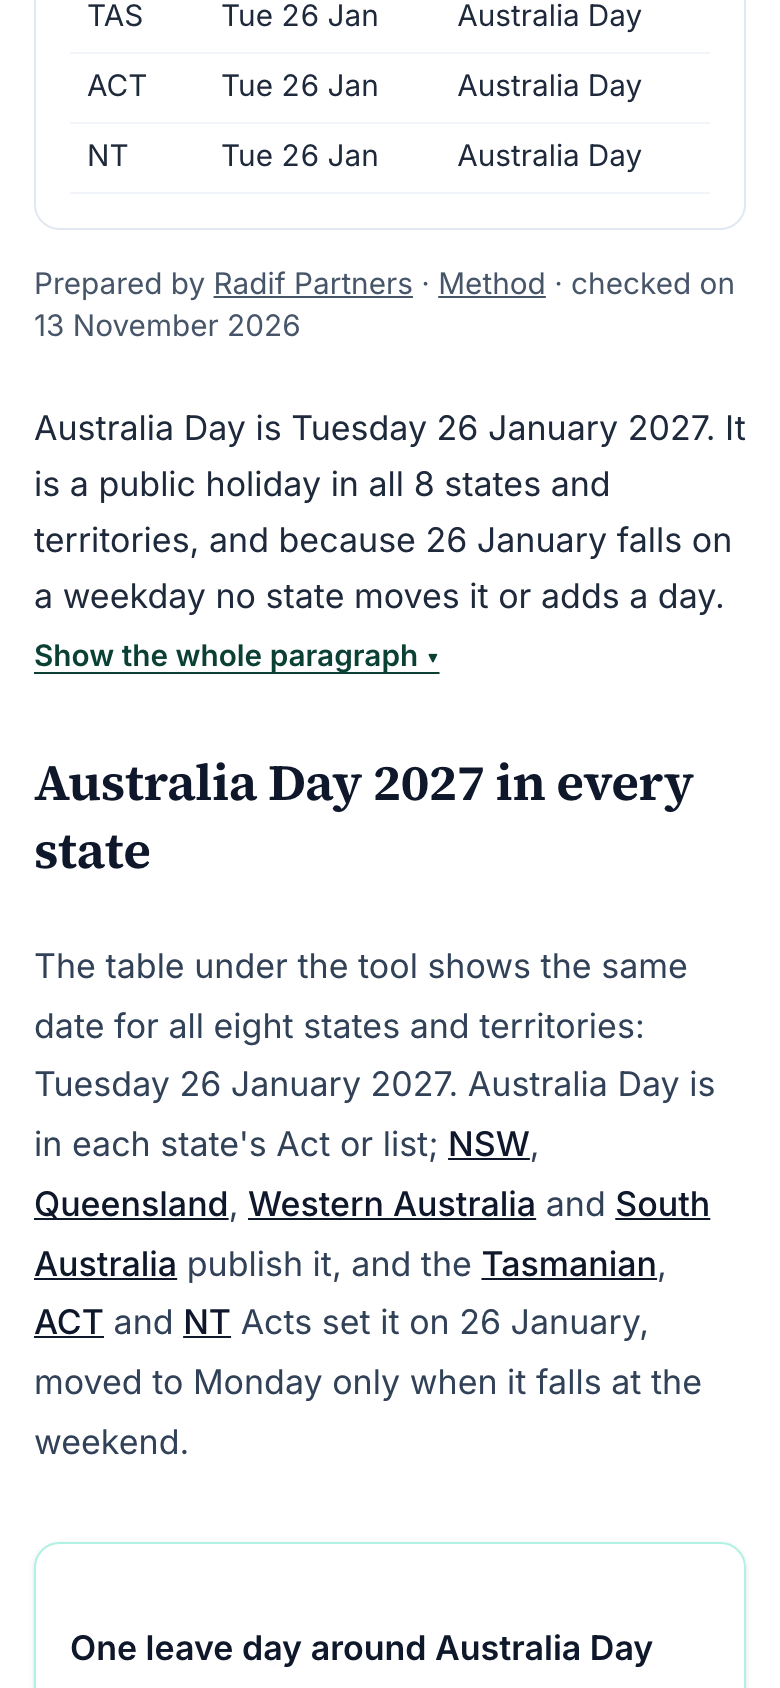 TAS Tue 26 Jan Australia Day
ACT Tue 26 Jan Australia Day
NT Tue 26 Jan Australia Day
Prepared by Radif Partners · Method · checked on
13 November 2026
Australia Day is Tuesday 26 January 2027. It
is a public holiday in all 8 states and
territories, and because 26 January falls on
a weekday no state moves it or adds a day.
Show the whole paragraph ▾
Australia Day 2027 in every
state
The table under the tool shows the same
date for all eight states and territories:
Tuesday 26 January 2027. Australia Day is
in each state's Act or list; NSW,
Queensland, Western Australia and South
Australia publish it, and the Tasmanian,
ACT and NT Acts set it on 26 January,
moved to Monday only when it falls at the
weekend.
One leave day around Australia Day